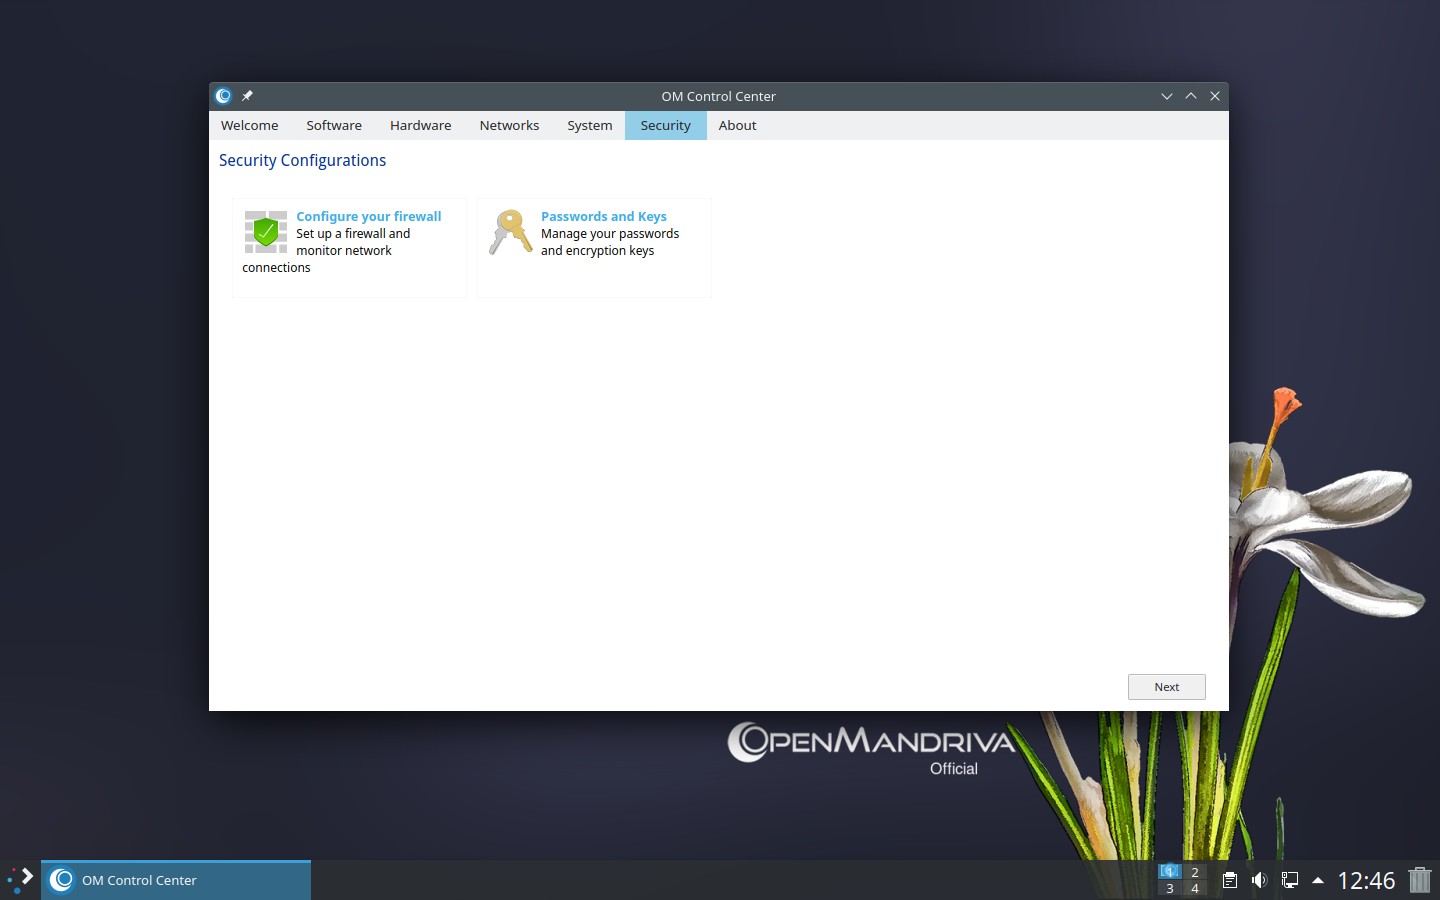 OM Control Center
Welcome Software Hardware Networks System Security About
Security Configurations
Configure your firewall
Set up a firewall and
monitor network
connections
Passwords and Keys
Manage your passwords
and encryption keys
Next
OpenMandriva
Official
OM Control Center
1 2
3 4
12:46